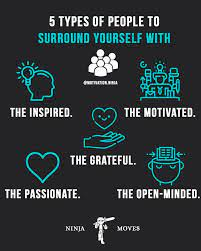 5 TYPES OF PEOPLE TO
SURROUND YOURSELF WITH
@MOTIVATION.NINJA
THE INSPIRED.
THE MOTIVATED.
THE GRATEFUL.
THE PASSIONATE.
THE OPEN-MINDED.
NINJA MOVES